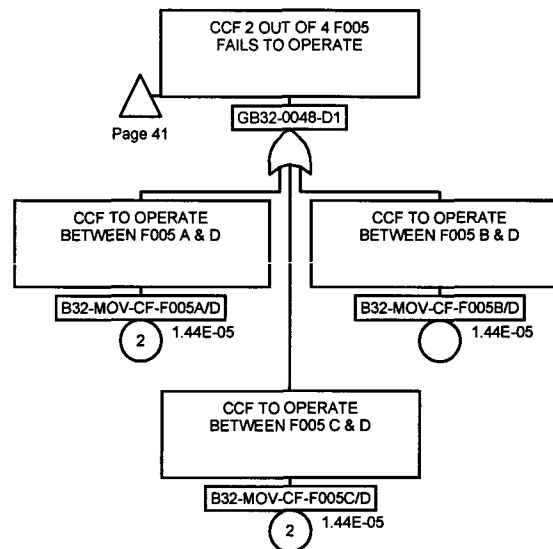 CCF 2 OUT OF 4 F005
FAILS TO OPERATE
Page 41
GB32-0048-D1
CCF TO OPERATE
BETWEEN F005 A & D
B32-MOV-CF-F005A/D
2
1.44E-05
CCF TO OPERATE
BETWEEN F005 B & D
B32-MOV-CF-F005B/D
1.44E-05
CCF TO OPERATE
BETWEEN F005 C & D
B32-MOV-CF-F005C/D
2
1.44E-05